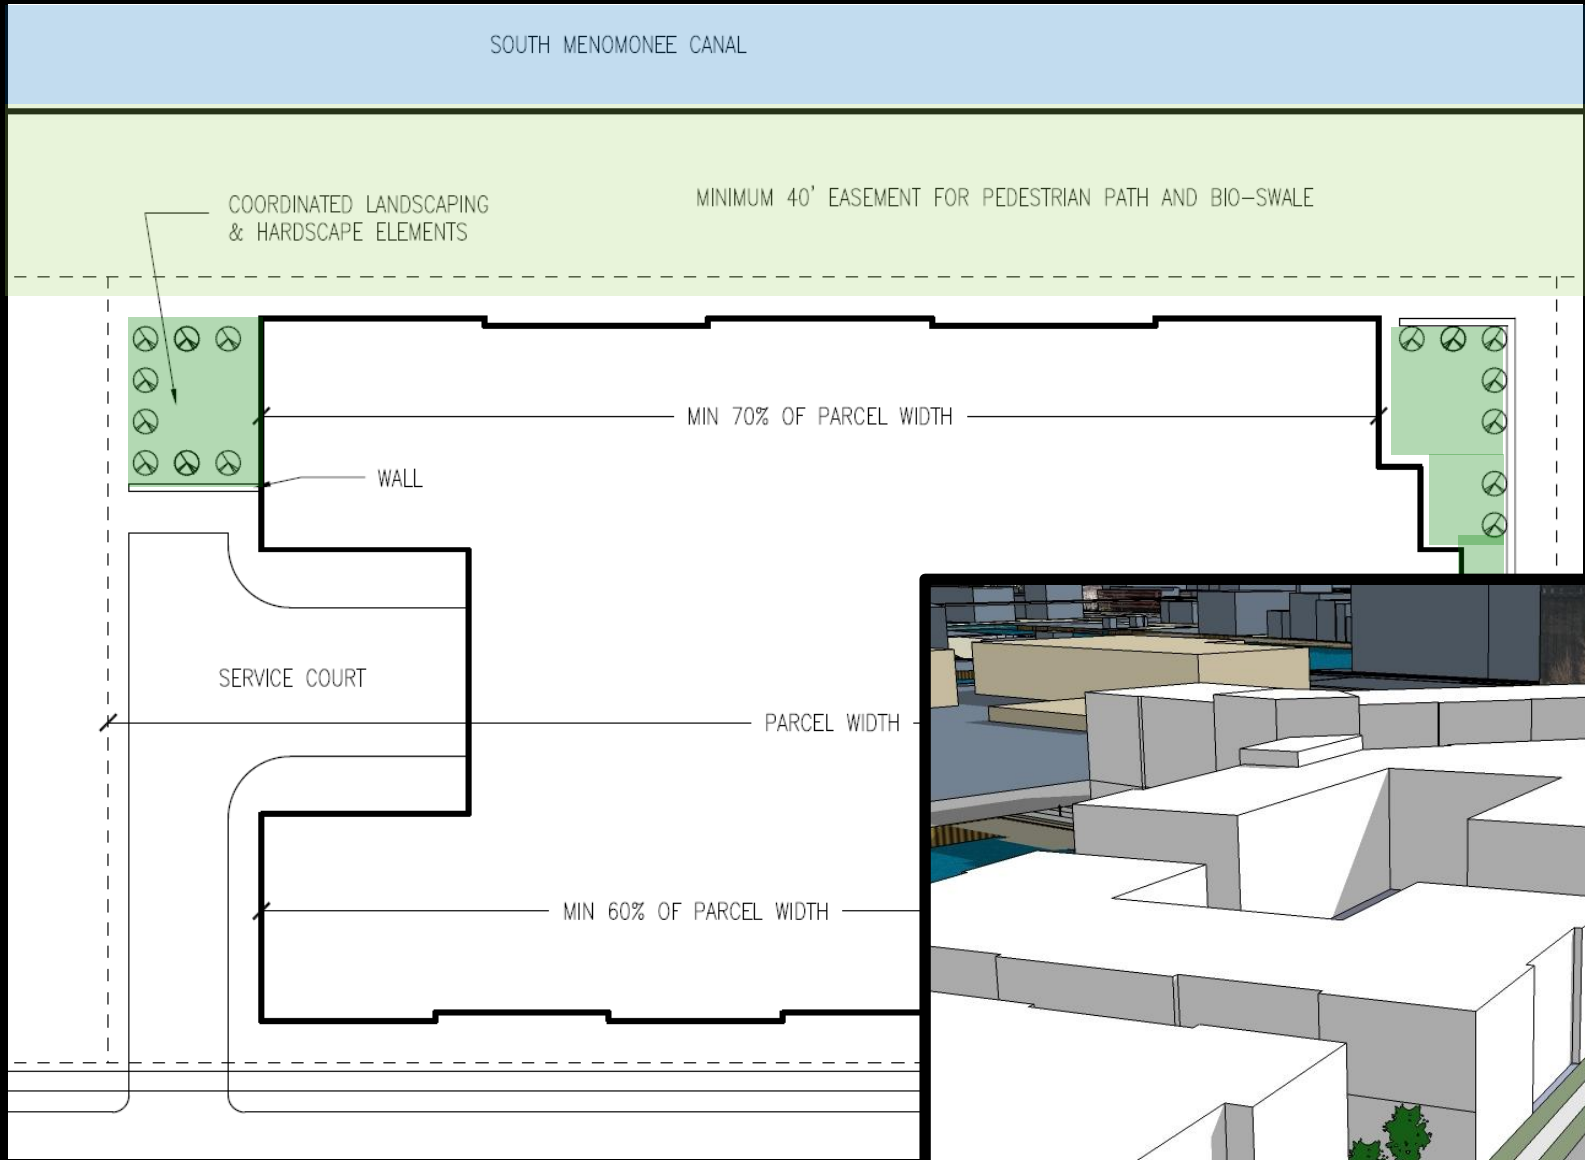 SOUTH MENOMONEE CANAL
COORDINATED LANDSCAPING
& HARDSCAPE ELEMENTS
MINIMUM 40' EASEMENT FOR PEDESTRIAN PATH AND BIO-SWALE
MIN 70% OF PARCEL WIDTH
WALL
SERVICE COURT
PARCEL WIDTH
MIN 60% OF PARCEL WIDTH